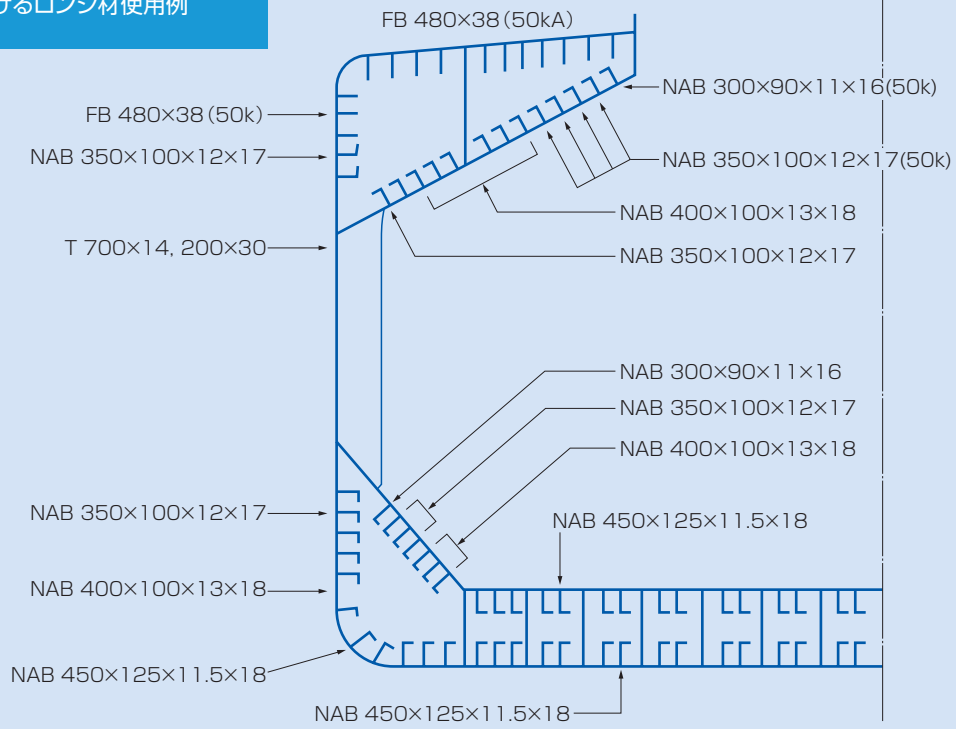 けるロンジ材使用例
FB 480×38(50kA)
FB 480×38(50k)
NAB 350×100×12×17
T 700×14, 200×30
NAB 300×90×11×16(50k)
NAB 350×100×12×17(50k)
NAB 400×100×13×18
NAB 350×100×12×17
NAB 300×90×11×16
NAB 350×100×12×17
NAB 400×100×13×18
NAB 450×125×11.5×18
NAB 350×100×12×17
NAB 400×100×13×18
NAB 450×125×11.5×18
NAB 450×125×11.5×18